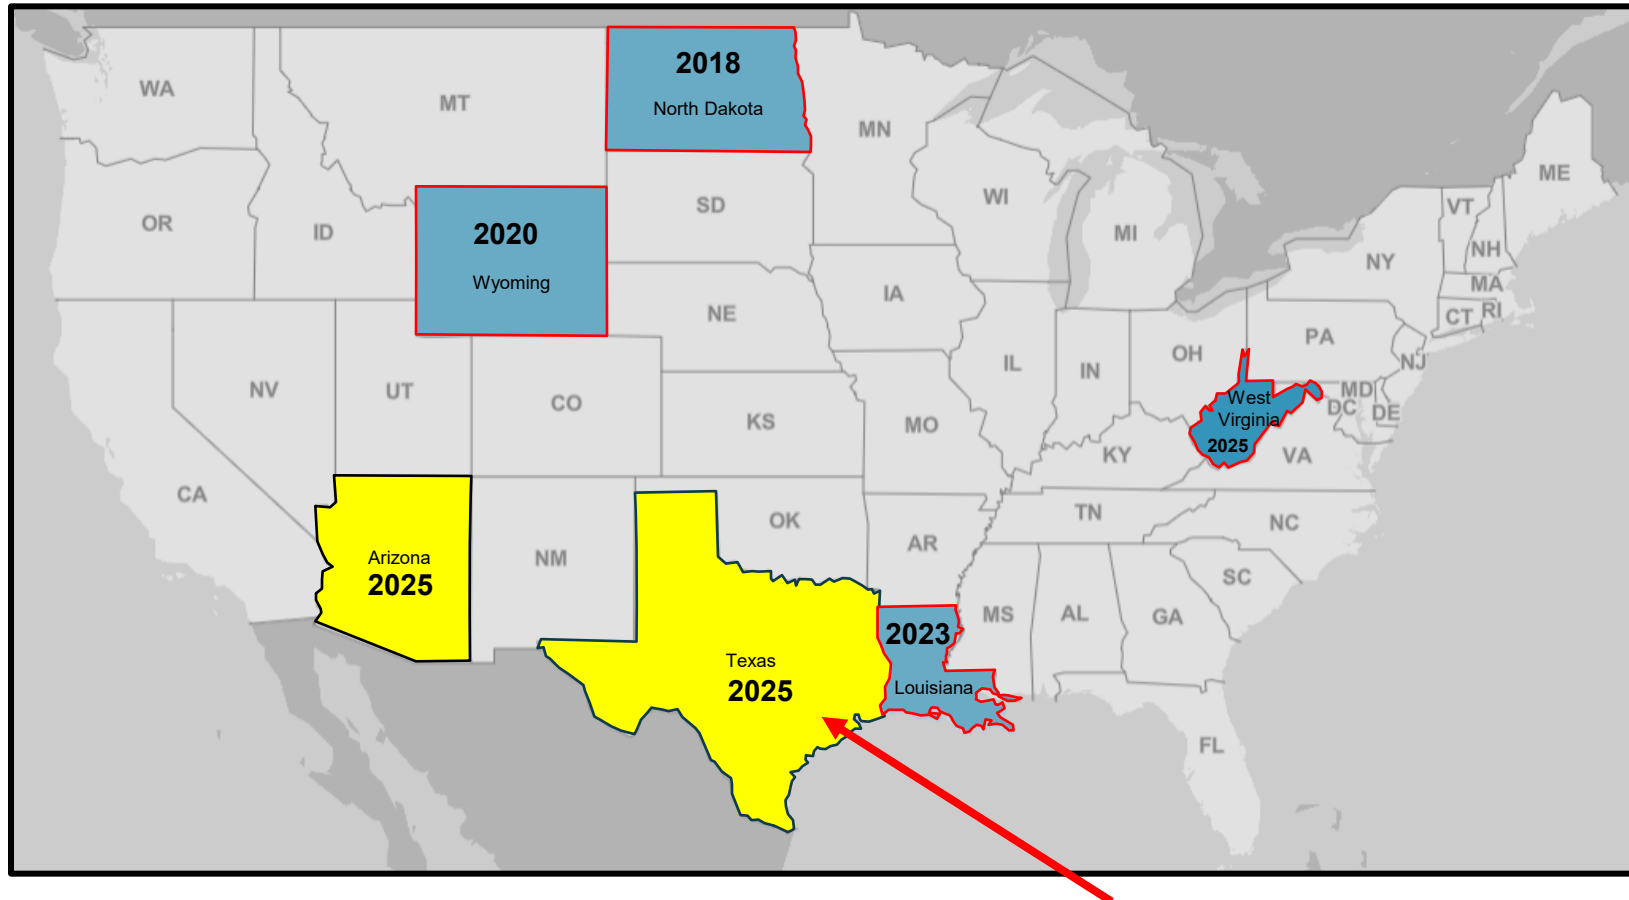 2018
North Dakota
WA
MT
MN
ME
OR
ID
2020
Wyoming
SD
WI
MI
VT
NH
NY
MA
CT
RI
IA
NE
PA
NJ
OH
IL
IN
NV
UT
CO
KS
MO
West
Virginia
2025
MD
DC
DE
KY
VA
CA
Arizona
2025
NM
OK
AR
TN
NC
SC
MS
AL
GA
Texas
2025
2023
Louisiana
FL